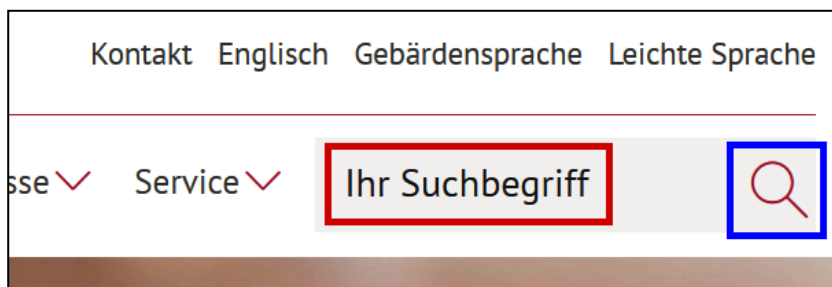 Kontakt Englisch Gebärdensprache Leichte Sprache
sse Service Ihr Suchbegriff